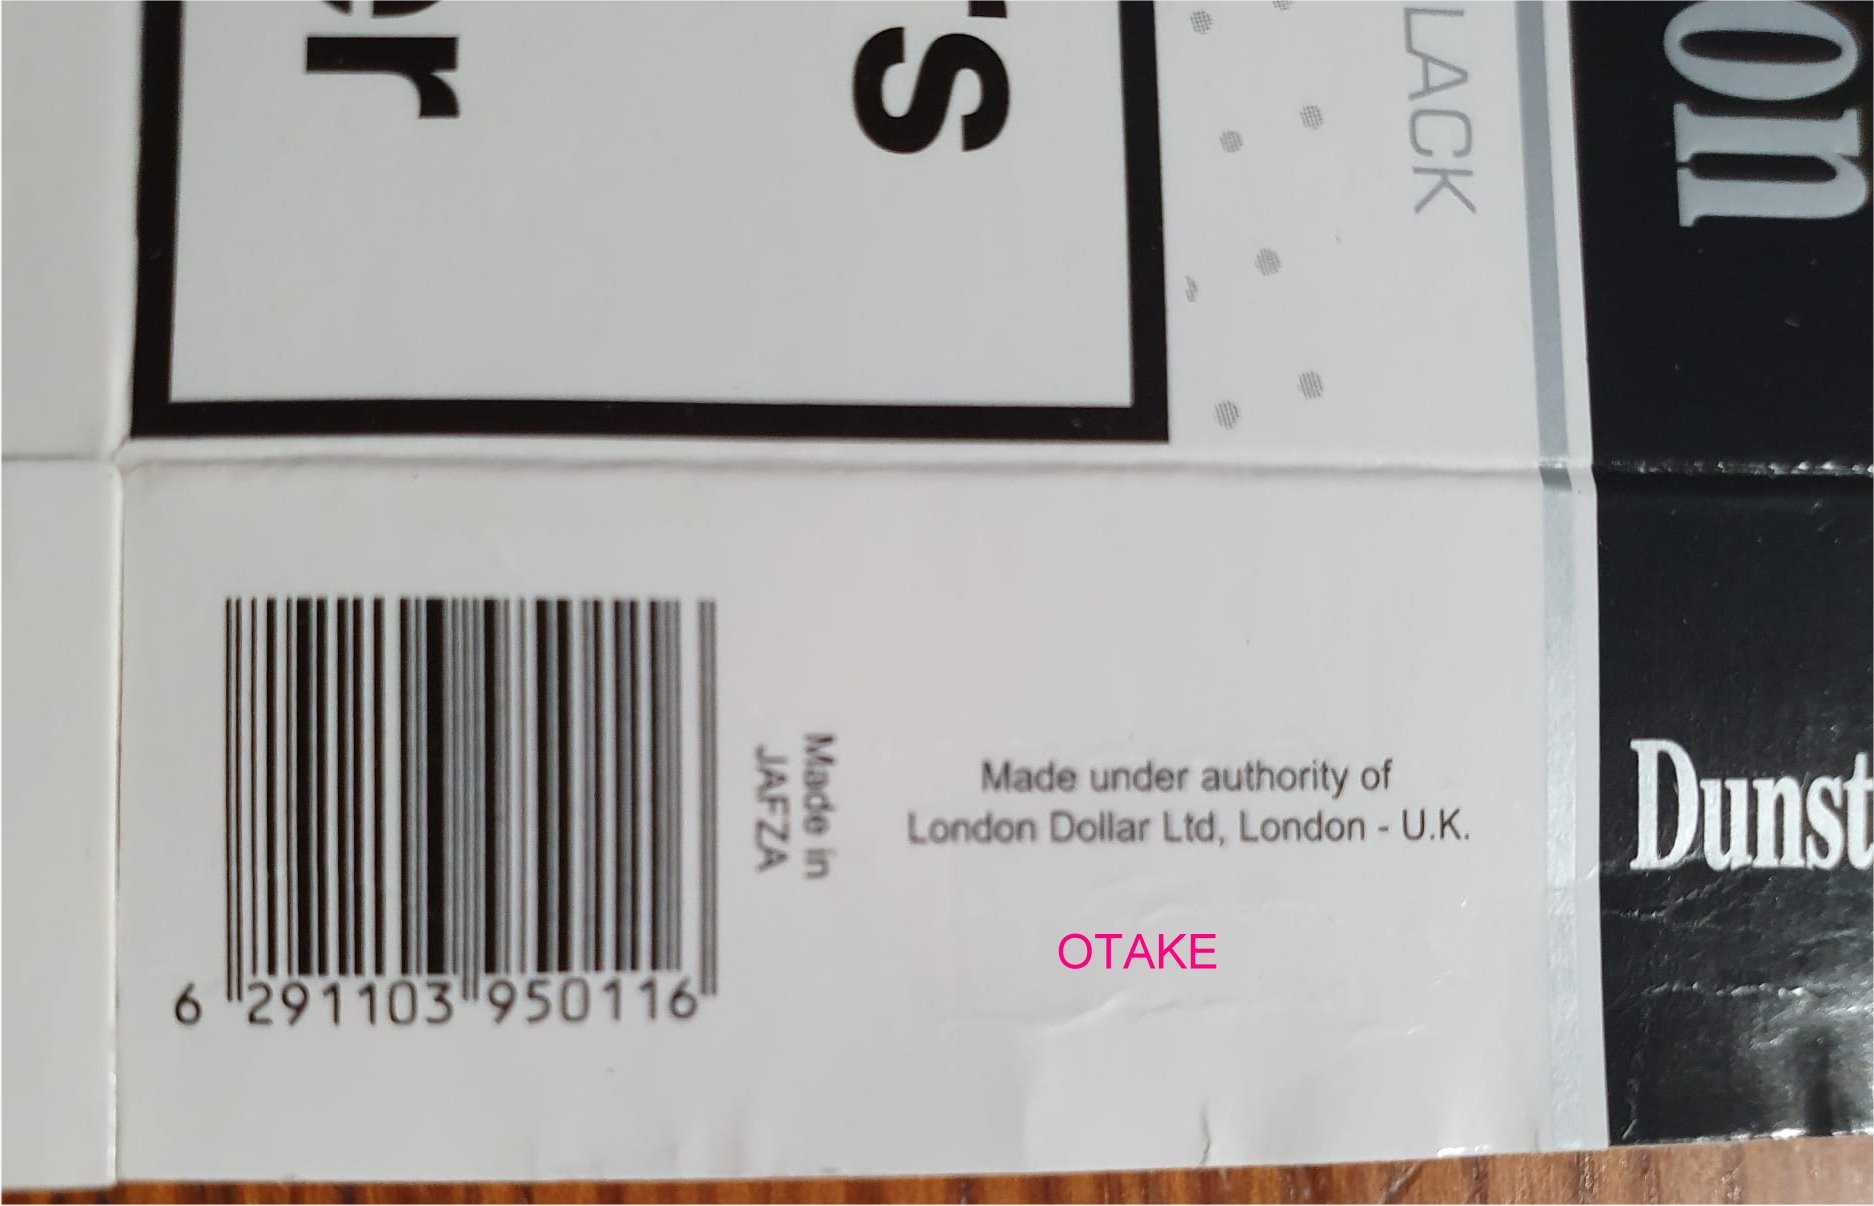 er
rs
LACK
on
Made in
JAFZA
Made under authority of
London Dollar Ltd, London - U.K.
Dunst
OTAKE
6 291103 950116